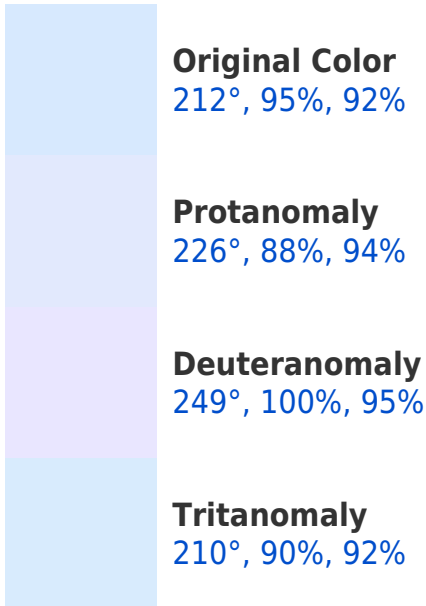 Original Color
212°, 95%, 92%
Protanomaly
226°, 88%, 94%
Deuteranomaly
249°, 100%, 95%
Tritanomaly
210°, 90%, 92%